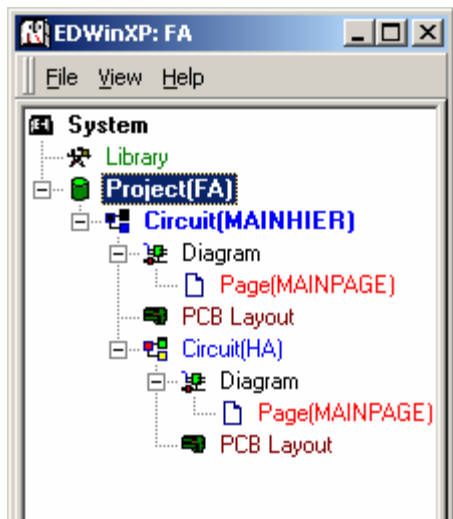 EDWinXP: FA
File View Help
System
Library
Project(FA)
Circuit(MAINHIER)
Diagram
Page(MAINPAGE)
PCB Layout
Circuit(HA)
Diagram
Page(MAINPAGE)
PCB Layout